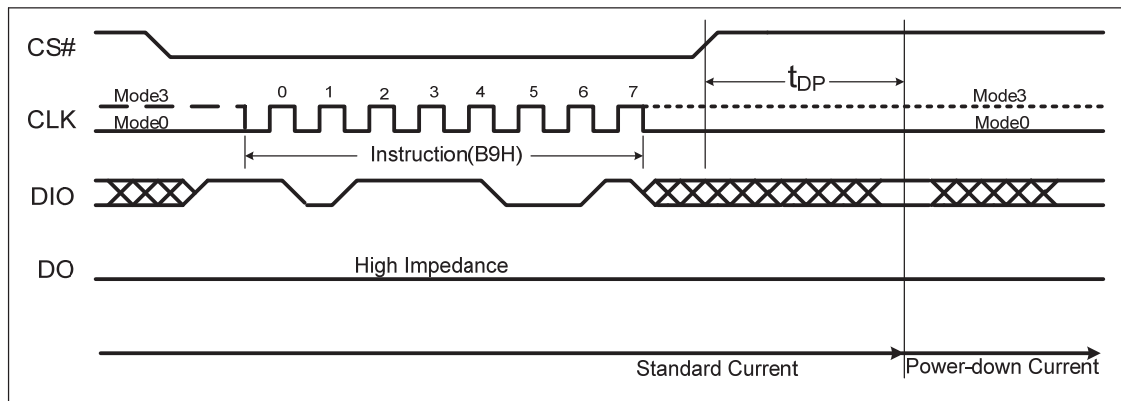 CS#
tDP
0 1 2 3 4 5 6 7
Mode3 Mode3
CLK
Mode0 Mode0
Instruction(B9H)
DIO
DO
High Impedance
Standard Current Power-down Current